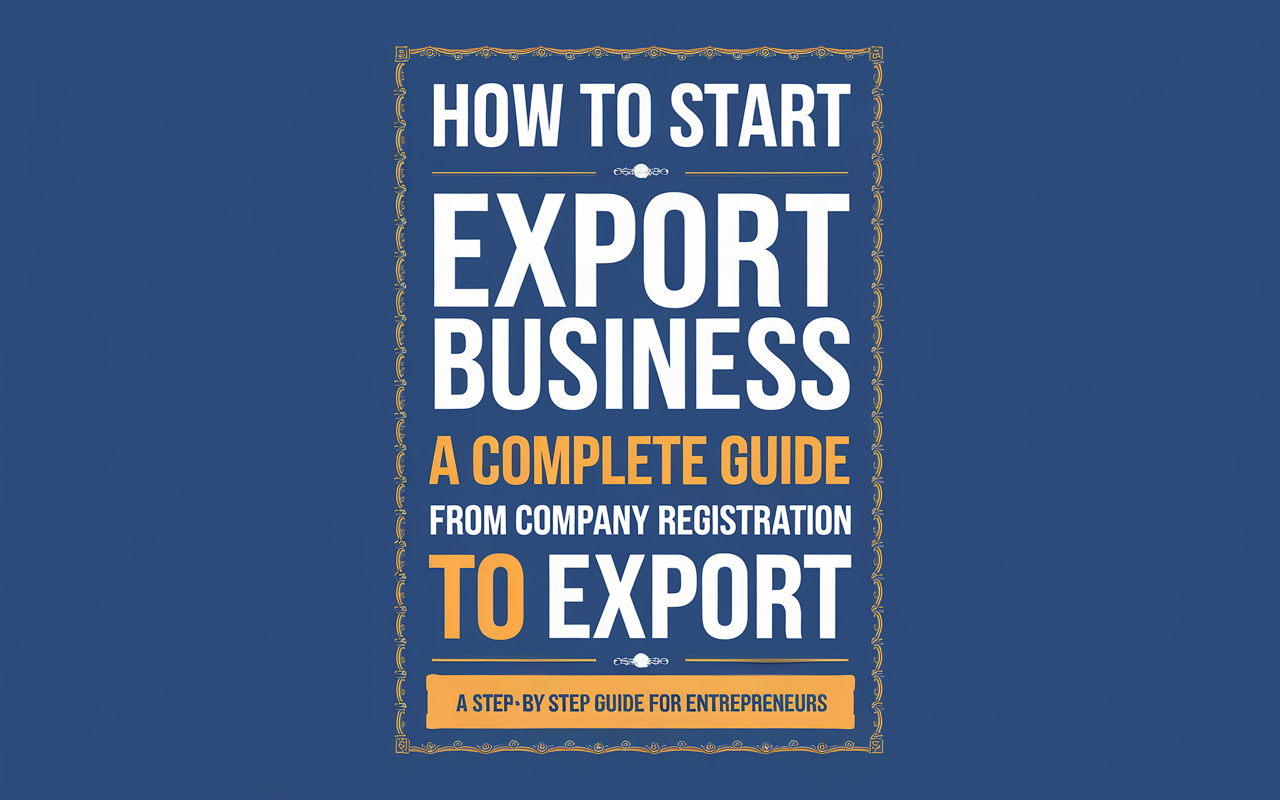 HOW TO START
EXPORT
BUSINESS
A COMPLETE GUIDE
FROM COMPANY REGISTRATION
TO EXPORT
A STEP-BY STEP GUIDE FOR ENTREPRENEURS